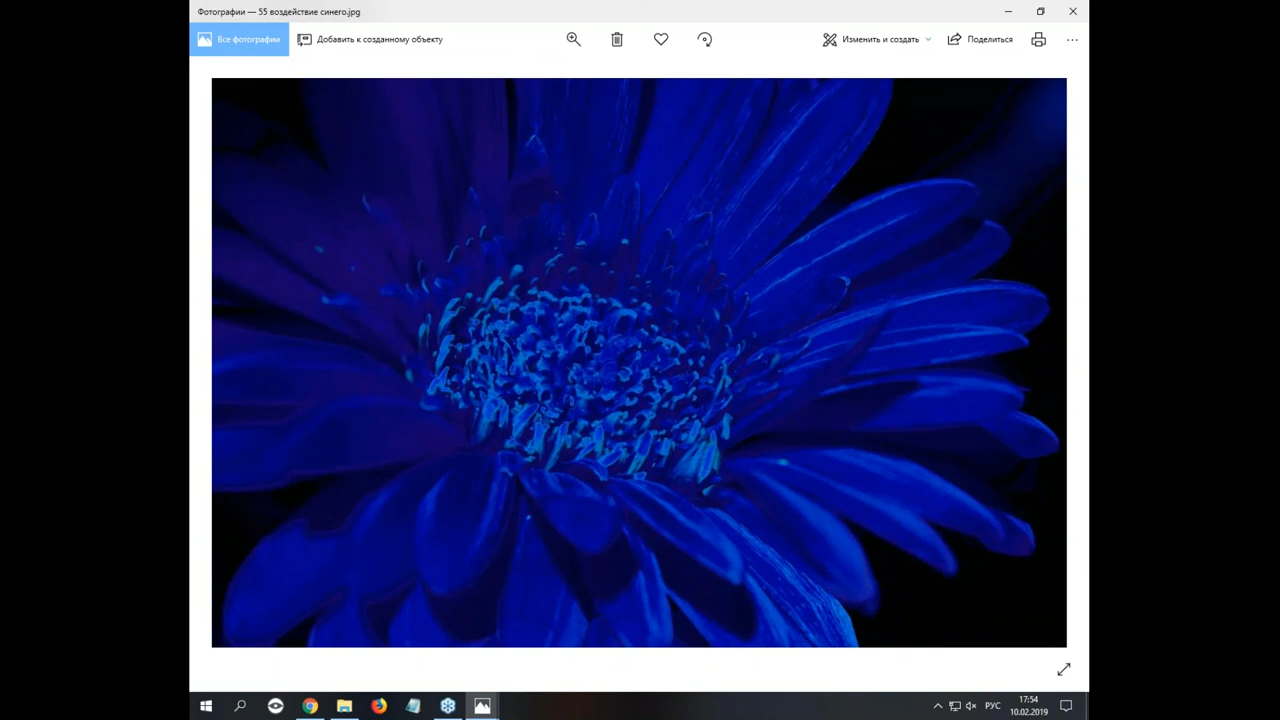 Фотографии — 55 воздействие синего.jpg
Все фотографии
Добавить к созданному объекту
Изменить и создать
Поделиться
17:54
РУС
10.02.2019